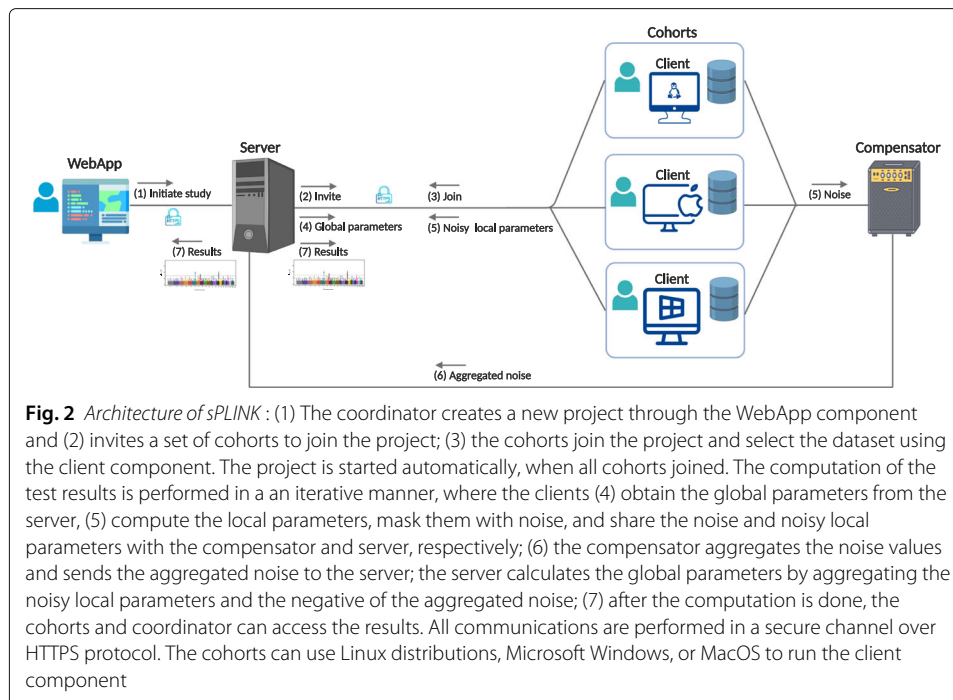 Cohorts
Client
WebApp
Server
Compensator
(1) Initiate study
(2) Invite
HTTPS
(3) Join
Client
(5) Noise
HTTPS
(4) Global parameters
(5) Noisy local parameters
(7) Results
(7) Results
Client
(6) Aggregated noise
Fig. 2 Architecture of sPLINK : (1) The coordinator creates a new project through the WebApp component
and (2) invites a set of cohorts to join the project; (3) the cohorts join the project and select the dataset using
the client component. The project is started automatically, when all cohorts joined. The computation of the
test results is performed in a an iterative manner, where the clients (4) obtain the global parameters from the
server, (5) compute the local parameters, mask them with noise, and share the noise and noisy local
parameters with the compensator and server, respectively; (6) the compensator aggregates the noise values
and sends the aggregated noise to the server; the server calculates the global parameters by aggregating the
noisy local parameters and the negative of the aggregated noise; (7) after the computation is done, the
cohorts and coordinator can access the results. All communications are performed in a secure channel over
HTTPS protocol. The cohorts can use Linux distributions, Microsoft Windows, or MacOS to run the client
component